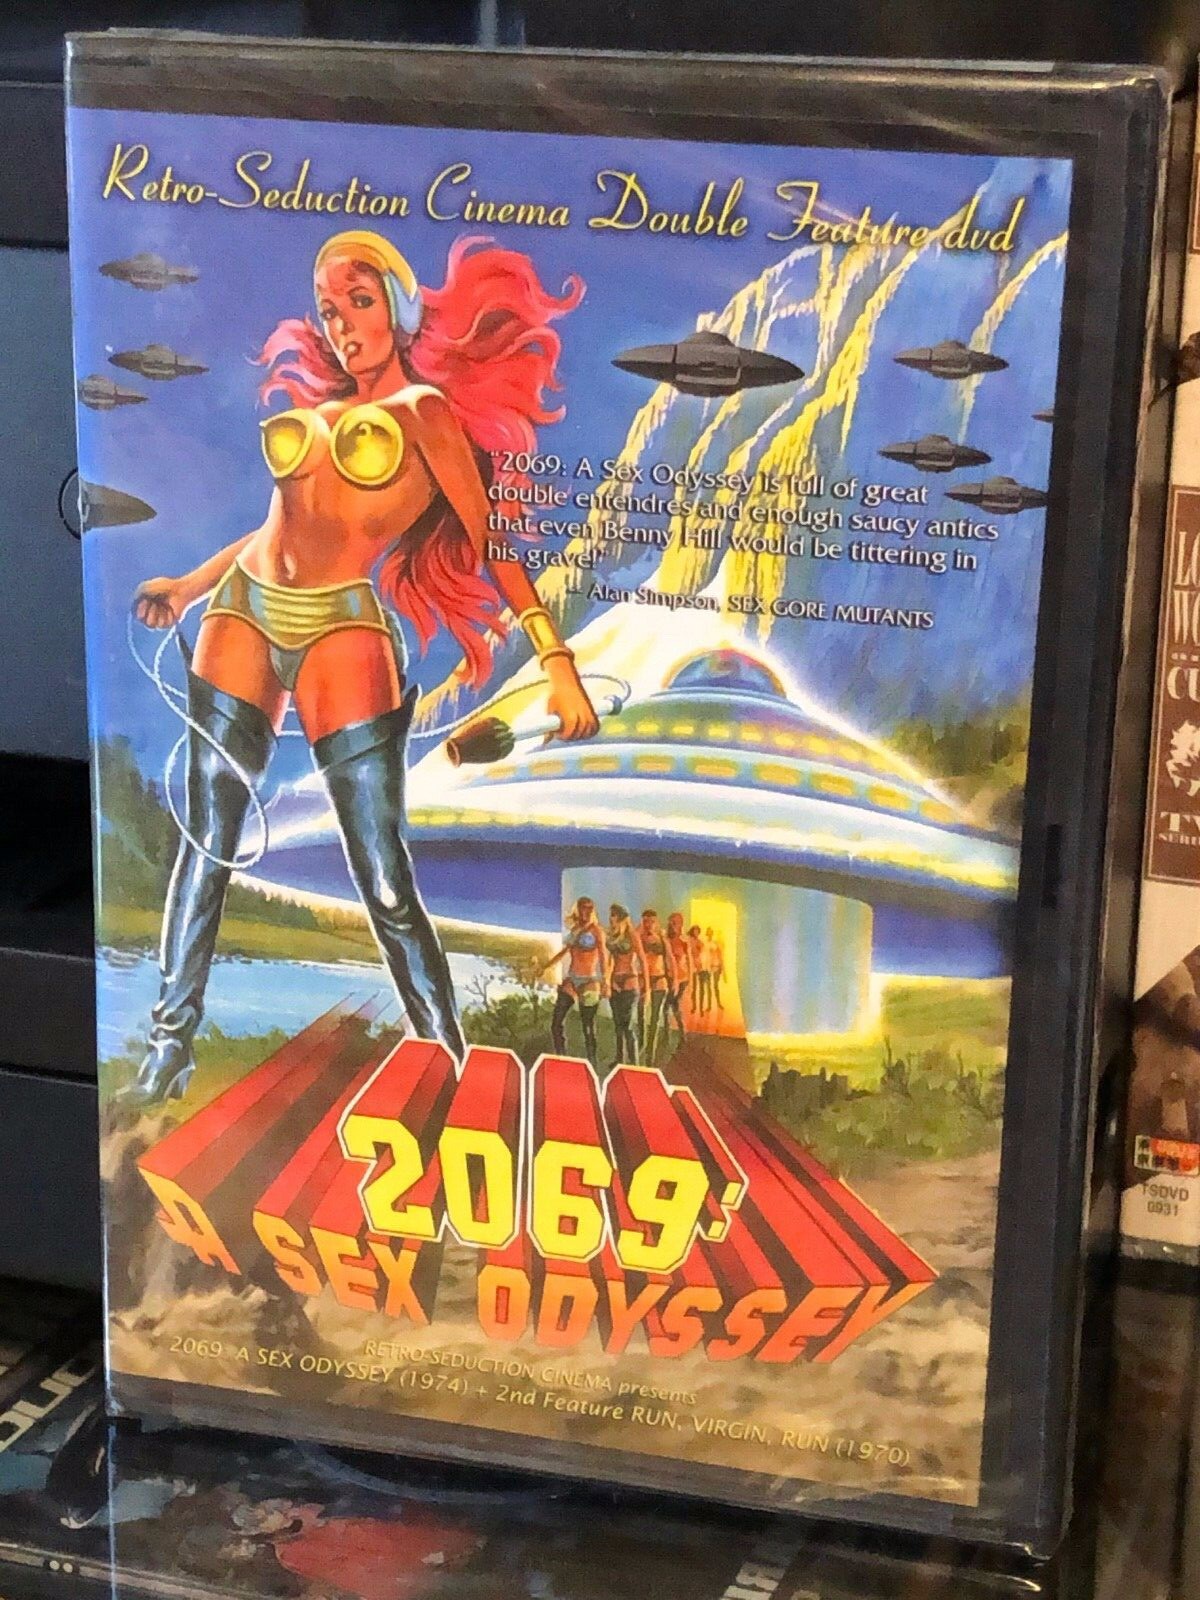 Retro-Seduction Cinema Double Feature dvd
"2069: A Sex Odyssey is full of great
double entendres and enough saucy antics
that even Benny Hill would be tittering in
his grave!"
- Alan Simpson, SEX GORE MUTANTS
2069:
A SEX ODYSSEY
RETRO-SEDUCTION CINEMA presents
2069: A SEX ODYSSEY (1974) + 2nd Feature RUN, VIRGIN, RUN (1970)
TSDVD
0931